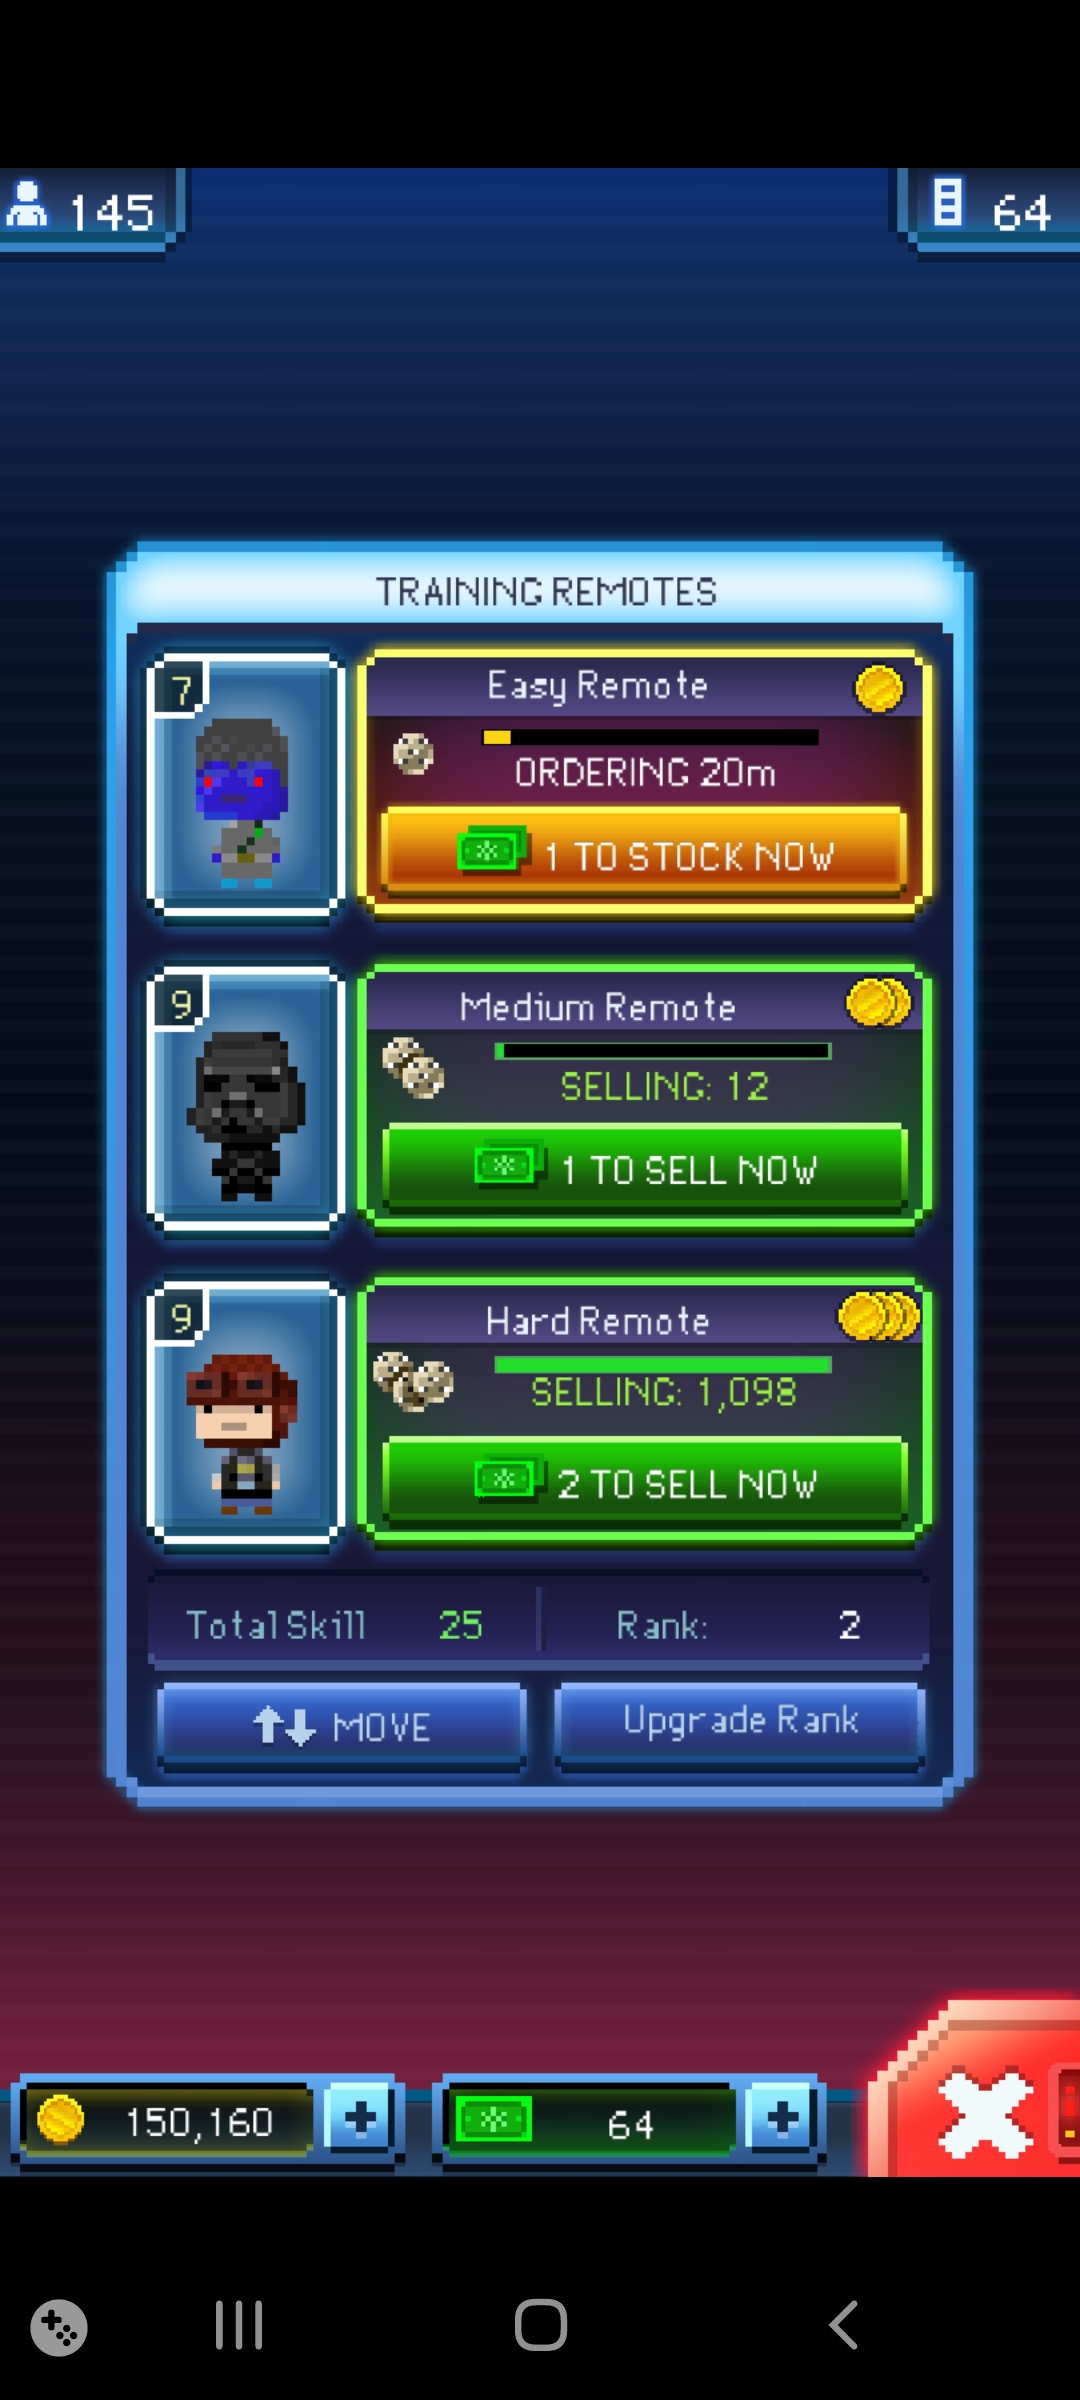 145
64
TRAINING REMOTES
7
Easy Remote
ORDERING 20m
1 TO STOCK NOW
9
Medium Remote
SELLING: 12
1 TO SELL NOW
9
Hard Remote
SELLING: 1,098
2 TO SELL NOW
Total Skill 25 Rank: 2
MOVE Upgrade Rank
150,160 64